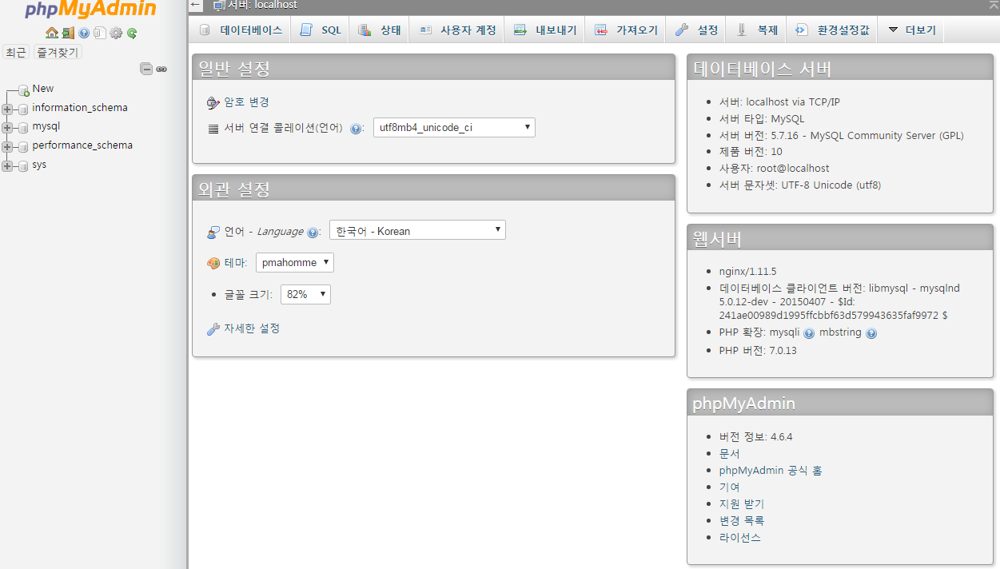 phpMyAdmin
최근 즐겨찾기
New
information_schema
mysql
performance_schema
sys
서버: localhost
데이터베이스 SQL 상태 사용자 계정 내보내기 가져오기 설정 복제 환경설정값 더보기
일반 설정
암호 변경
서버 연결 콜레이션(언어) : utf8mb4_unicode_ci
외관 설정
언어 - Language : 한국어 - Korean
테마: pmahomme
글꼴 크기: 82%
자세한 설정
데이터베이스 서버
서버: localhost via TCP/IP
서버 타입: MySQL
서버 버전: 5.7.16 - MySQL Community Server (GPL)
제품 버전: 10
사용자: root@localhost
서버 문자셋: UTF-8 Unicode (utf8)
웹서버
nginx/1.11.5
데이터베이스 클라이언트 버전: libmysql - mysqlnd
5.0.12-dev - 20150407 - $Id:
241ae00989d1995ffcbbf63d579943635faf9972 $
PHP 확장: mysqli mbstring
PHP 버전: 7.0.13
phpMyAdmin
버전 정보: 4.6.4
문서
phpMyAdmin 공식 홈
기여
지원 받기
변경 목록
라이선스